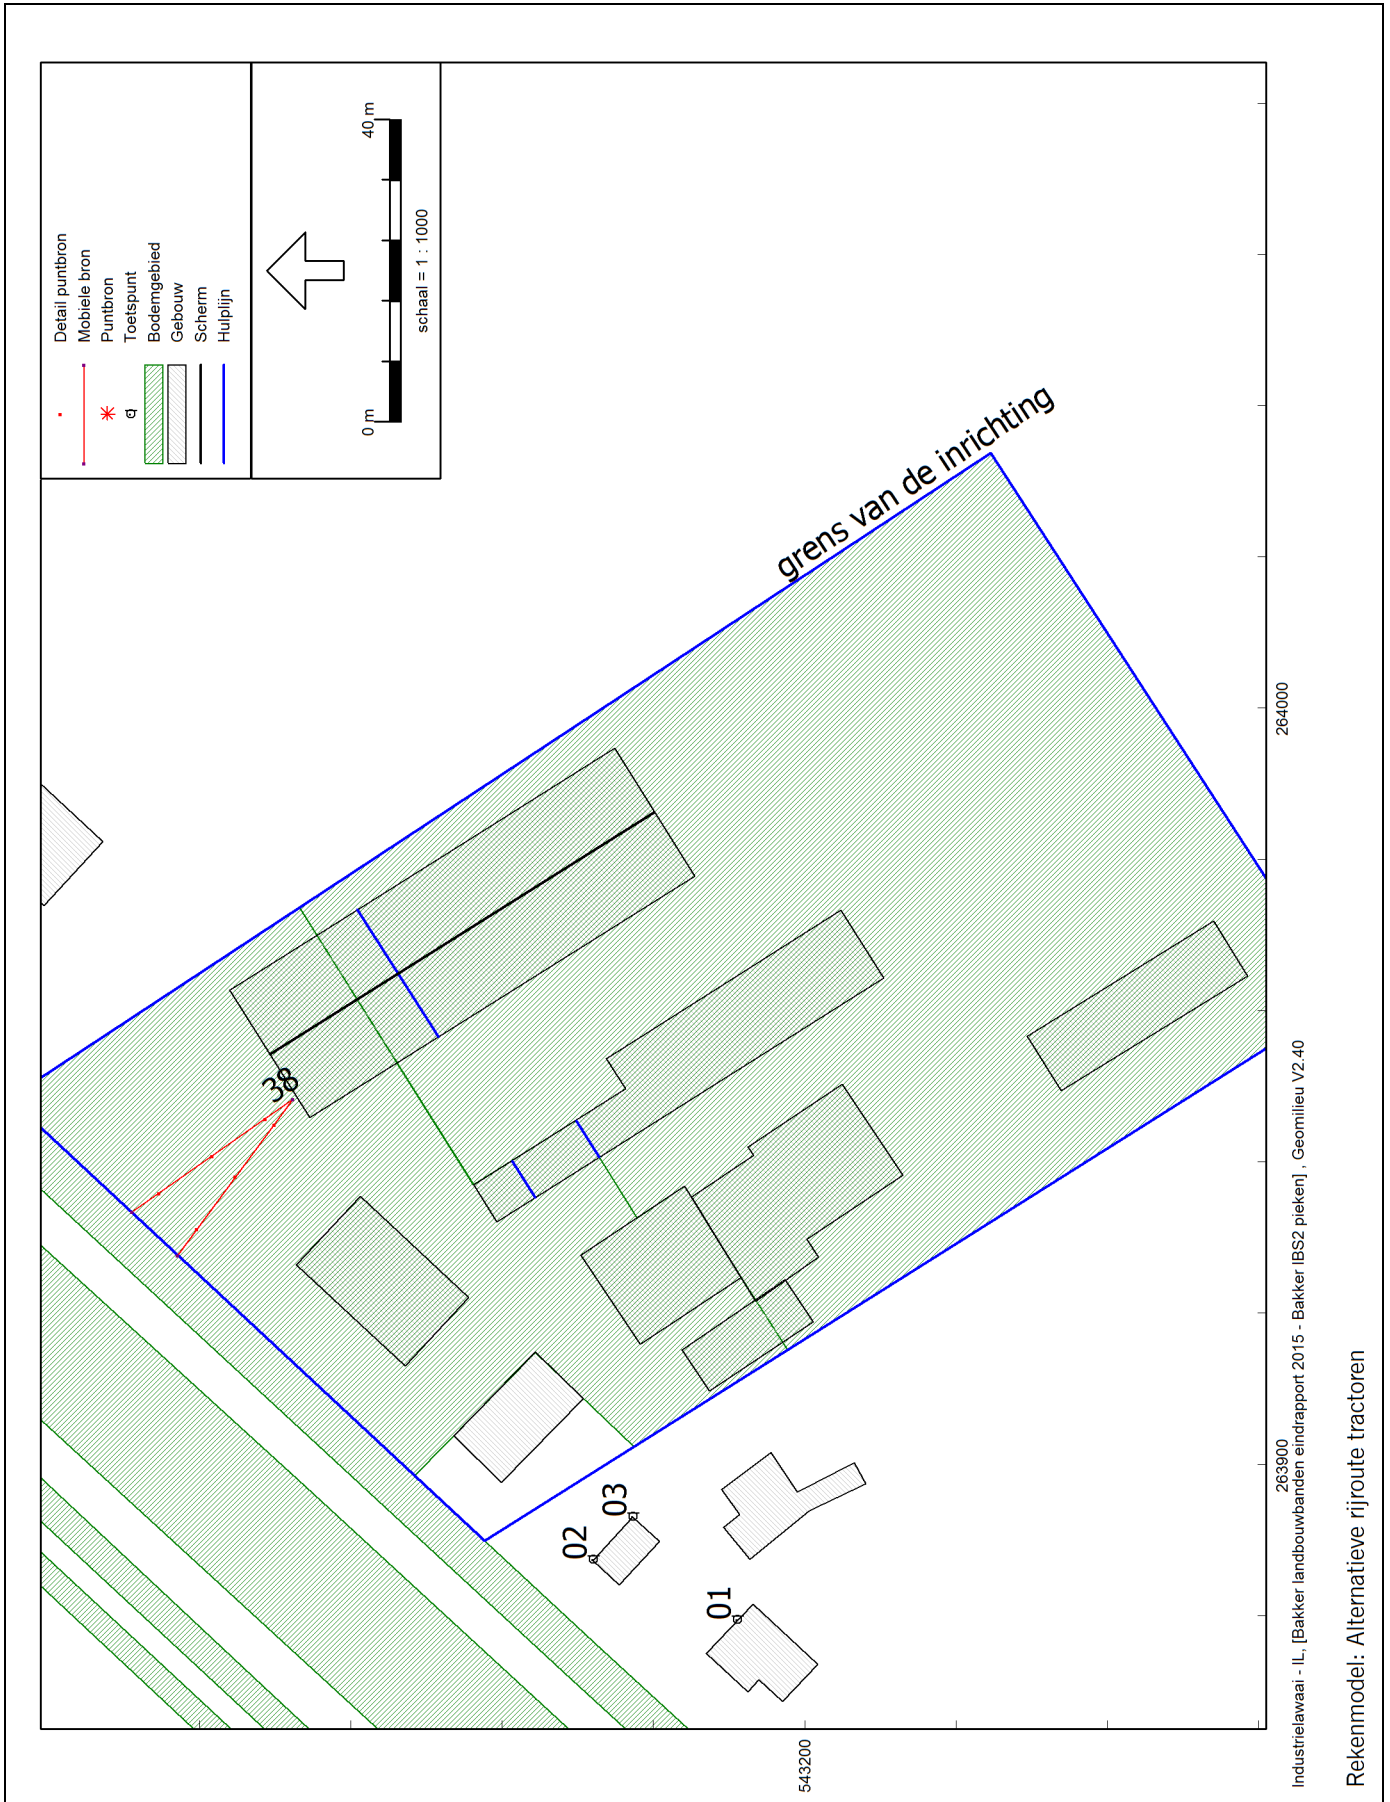 Detail puntbron
Mobiele bron
Puntbron
Toetspunt
Bodemgebied
Gebouw
Scherm
Hulplijn
0 m
40 m
schaal = 1 : 1000
grens van de inrichting
38
02
03
01
543200
263900
264000
Industrielawaai - IL, [Bakker landbouwbanden eindrapport 2015 - Bakker IBS2 pieken] , Geomilieu V2.40
Rekenmodel: Alternatieve rijroute tractoren